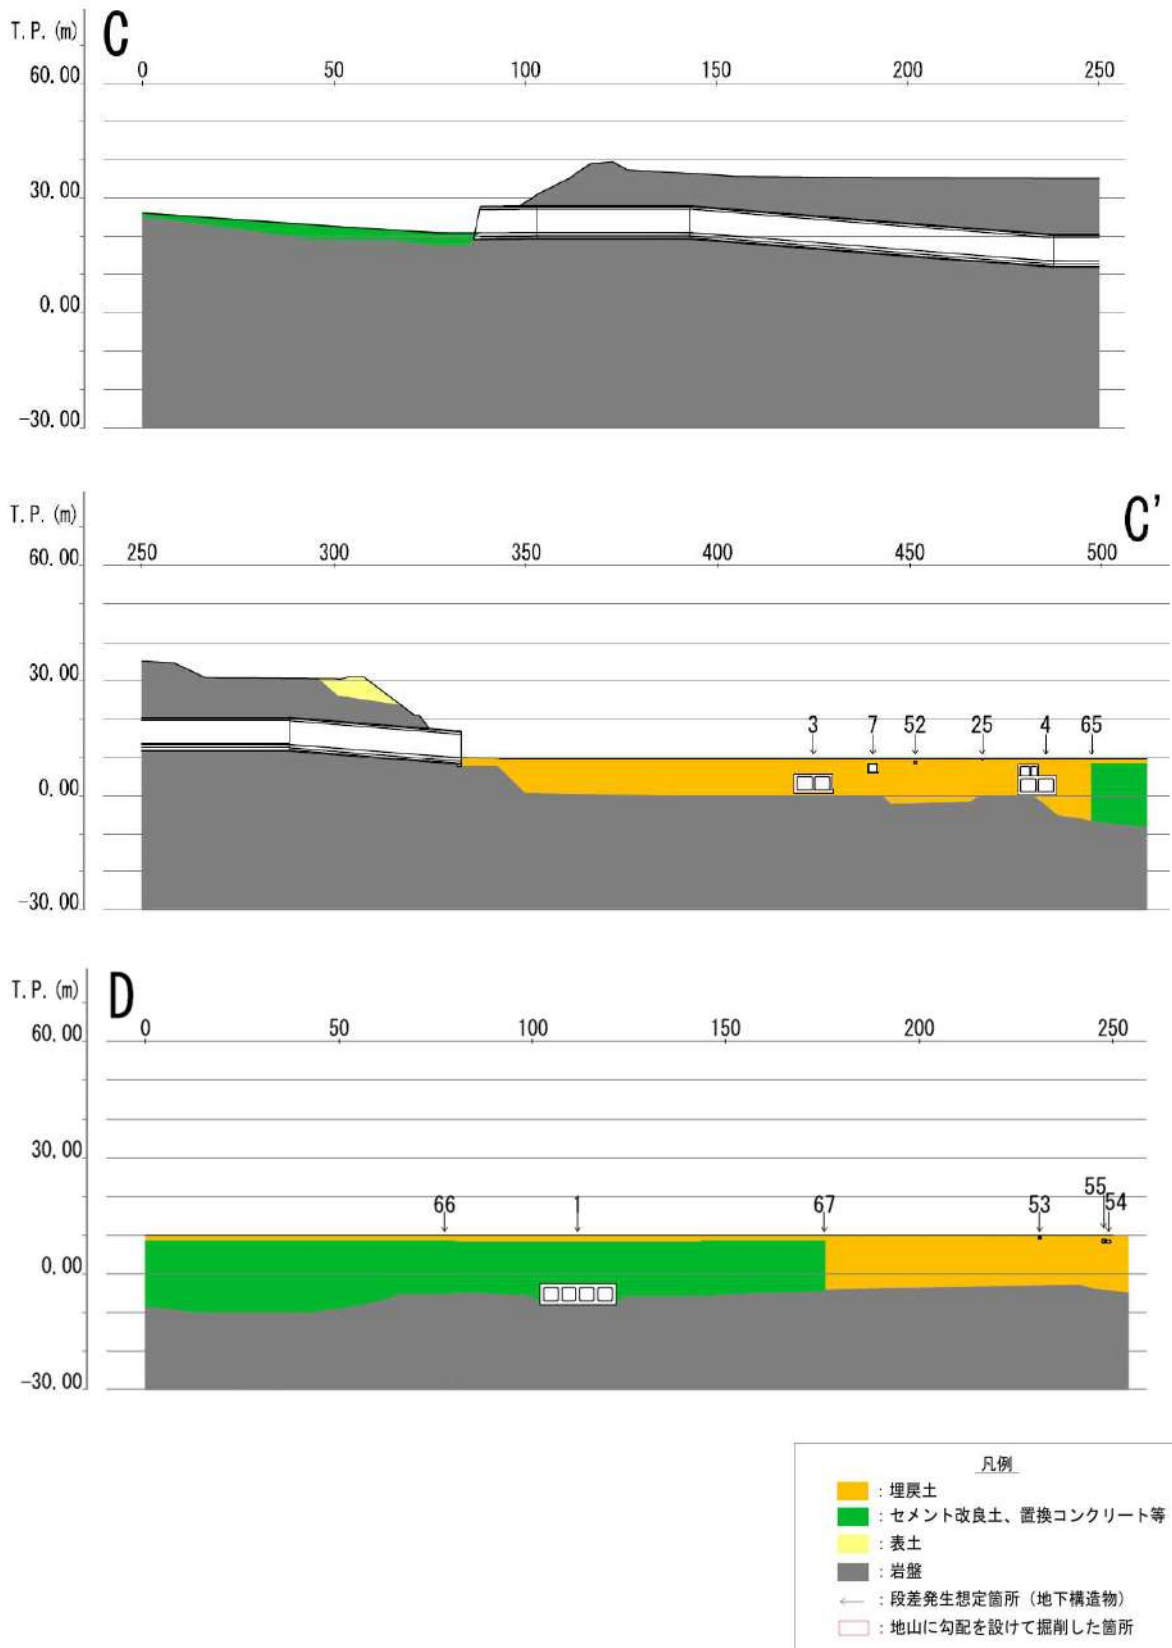 T.P. (m) C
0 50 100 150 200 250
60.00
30.00
0.00
-30.00
T.P. (m) C'
250 300 350 400 450 500
60.00
30.00
3 7 52 25 4 65
0.00
-30.00
T.P. (m) D
0 50 100 150 200 250
60.00
30.00
55
66 1 67 53 54
0.00
-30.00
凡例
：埋戻土
：セメント改良土、置換コンクリート等
：表土
：岩盤
：段差発生想定箇所（地下構造物）
：地山に勾配を設けて掘削した箇所